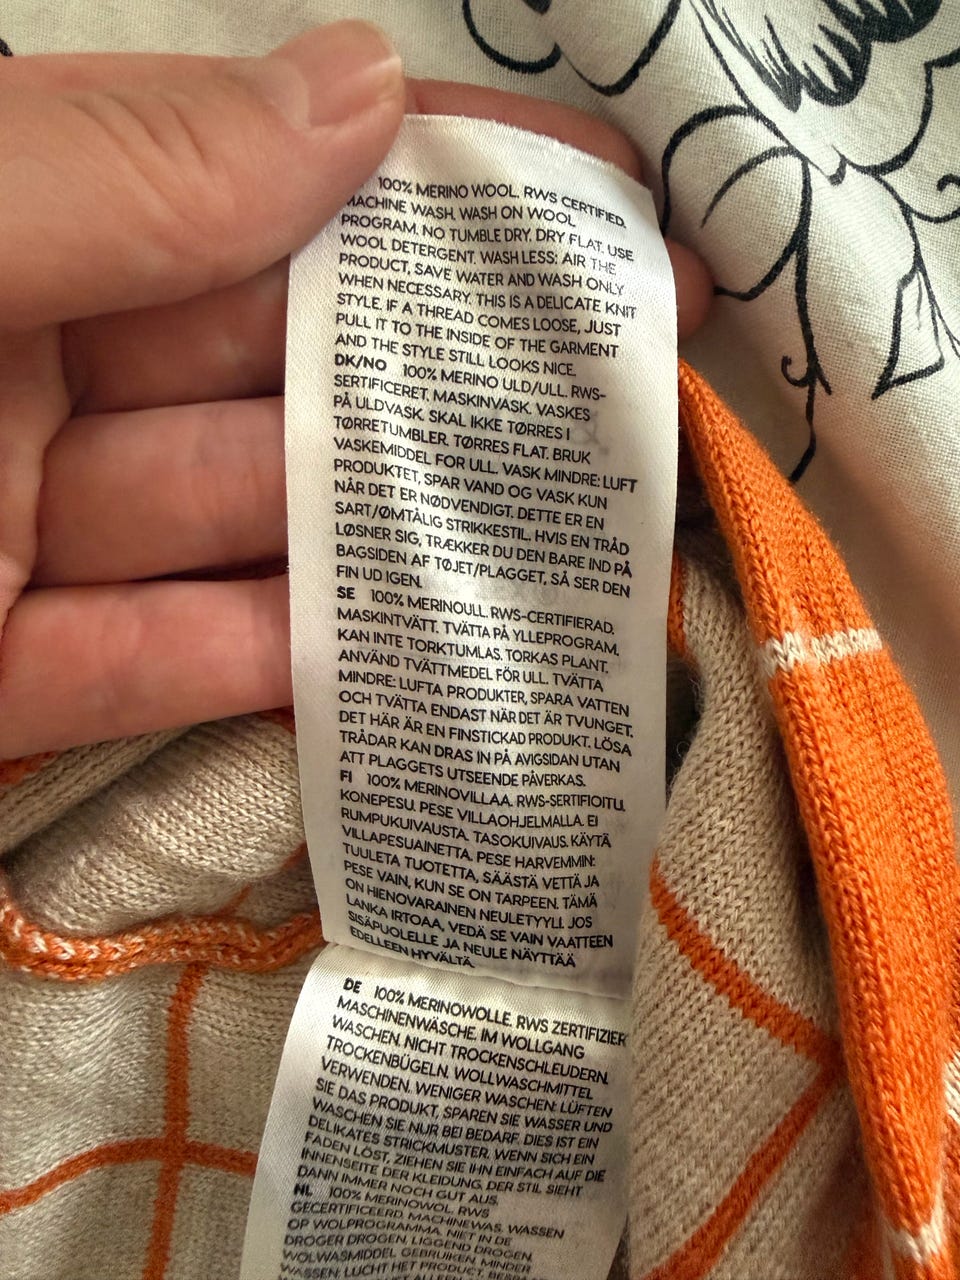 100% MERINO WOOL. RWS CERTIFIED.
MACHINE WASH. WASH ON WOOL
PROGRAM. NO TUMBLE DRY. DRY FLAT. USE
WOOL DETERGENT. WASH LESS: AIR THE
PRODUCT, SAVE WATER AND WASH ONLY
WHEN NECESSARY. THIS IS A DELICATE KNIT
STYLE. IF A THREAD COMES LOOSE, JUST
PULL IT TO THE INSIDE OF THE GARMENT
AND THE STYLE STILL LOOKS NICE.
DK/NO 100% MERINO ULD/ULL. RWS-
SERTIFICERET. MASKINVASK. VASKES
PÅ ULDVASK. SKAL IKKE TØRRES I
TØRRETUMBLER. TØRRES FLAT. BRUK
VASKEMIDDEL FOR ULL. VASK MINDRE: LUFT
PRODUKTET, SPAR VAND OG VASK KUN
NÅR DET ER NØDVENDIGT. DETTE ER EN
SART/ØMTÅLIG STRIKKESTIL. HVIS EN TRÅD
LØSNER SIG, TRÆKKER DU DEN BARE IND PÅ
BAGSIDEN AF TØJET/PLAGGET, SÅ SER DEN
FIN UD IGEN.
SE 100% MERINOULL. RWS-CERTIFIERAD.
MASKINTVÄTT. TVÄTTA PÅ YLLEPROGRAM.
KAN INTE TORKTUMLAS. TORKAS PLANT.
ANVÄND TVÄTTMEDEL FÖR ULL. TVÄTTA
MINDRE: LUFTA PRODUKTER, SPARA VATTEN
OCH TVÄTTA ENDAST NÄR DET ÄR TVUNGET.
DET HÄR ÄR EN FINSTICKAD PRODUKT. LÖSA
TRÅDAR KAN DRAS IN PÅ AVIGSIDAN UTAN
ATT PLAGGETS UTSEENDE PÅVERKAS.
FI 100% MERINOVILLAA. RWS-SERTIFIOITU.
KONEPESU. PESE VILLAOHJELMALLA. EI
RUMPUKUIVAUSTA. TASOKUIVAUS. KÄYTÄ
VILLAPESUAINETTA. PESE HARVEMMIN:
TUULETA TUOTETTA, SÄÄSTÄ VETTÄ JA
PESE VAIN, KUN SE ON TARPEEN. TÄMÄ
ON HIENOVARAINEN NEULETYYLI. JOS
LANKA IRTOAA, VEDÄ SE VAIN VAATTEEN
SISÄPUOLELLE JA NEULE NÄYTTÄÄ
EDELLEEN HYVÄLTÄ.
DE 100% MERINOWOLLE. RWS ZERTIFIZIER
MASCHINENWÄSCHE. IM WOLLGANG
WASCHEN. NICHT TROCKENSCHLEUDERN.
TROCKENBÜGELN. WOLLWASCHMITTEL
VERWENDEN. WENIGER WASCHEN: LÜFTEN
SIE DAS PRODUKT, SPAREN SIE WASSER UND
WASCHEN SIE NUR BEI BEDARF. DIES IST EIN
DELIKATES STRICKMUSTER. WENN SICH EIN
FADEN LÖST, ZIEHEN SIE IHN EINFACH AUF DIE
INNENSEITE DER KLEIDUNG, DER STIL SIEHT
DANN IMMER NOCH GUT AUS.
NL 100% MERINOWOL. RWS
GECERTIFICEERD. MACHINEWAS. WASSEN
OP WOLPROGRAMMA. NIET IN DE
DROGER DROGEN. LIGGEND DROGEN.
WOLWASMIDDEL GEBRUIKEN. MINDER
WASSEN: LUCHT HET PRODUCT,